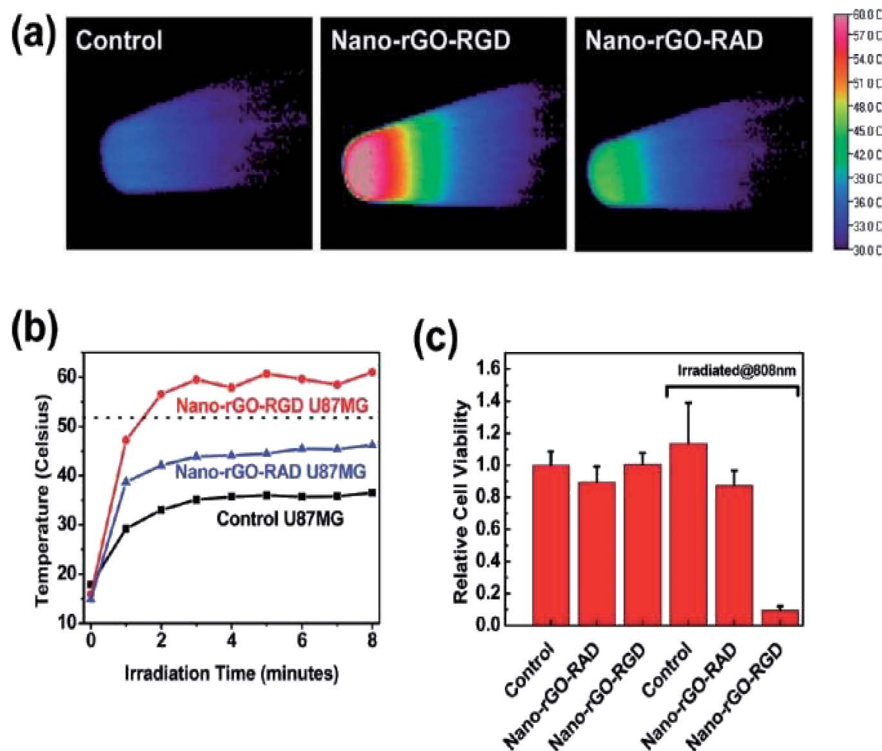 (a)
Control
Nano-rGO-RGD
Nano-rGO-RAD
60.0 C
57.0 C
54.0 C
51.0 C
48.0 C
45.0 C
42.0 C
39.0 C
36.0 C
33.0 C
30.0 C
(b)
Temperature (Celsius)
60
50
40
30
20
10
Nano-rGO-RGD U87MG
Nano-rGO-RAD U87MG
Control U87MG
0
2
4
6
8
Irradiation Time (minutes)
(c)
Relative Cell Viability
1.6
1.4
1.2
1.0
0.8
0.6
0.4
0.2
0.0
Irradiated@808nm
Control
Nano-rGO-RAD
Nano-rGO-RGD
Control
Nano-rGO-RAD
Nano-rGO-RGD